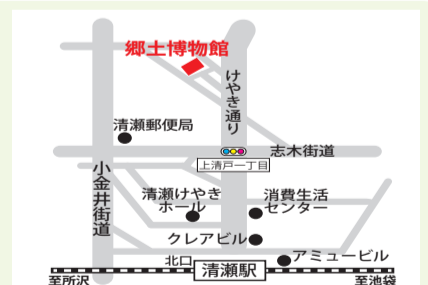 郷土博物館
けやき通り
清瀬郵便局
志木街道
上清戸一丁目
小金井街道
清瀬けやき
ホール
消費生活
センター
クレアビル
アミュービル
北口
清瀬駅
至所沢
至池袋